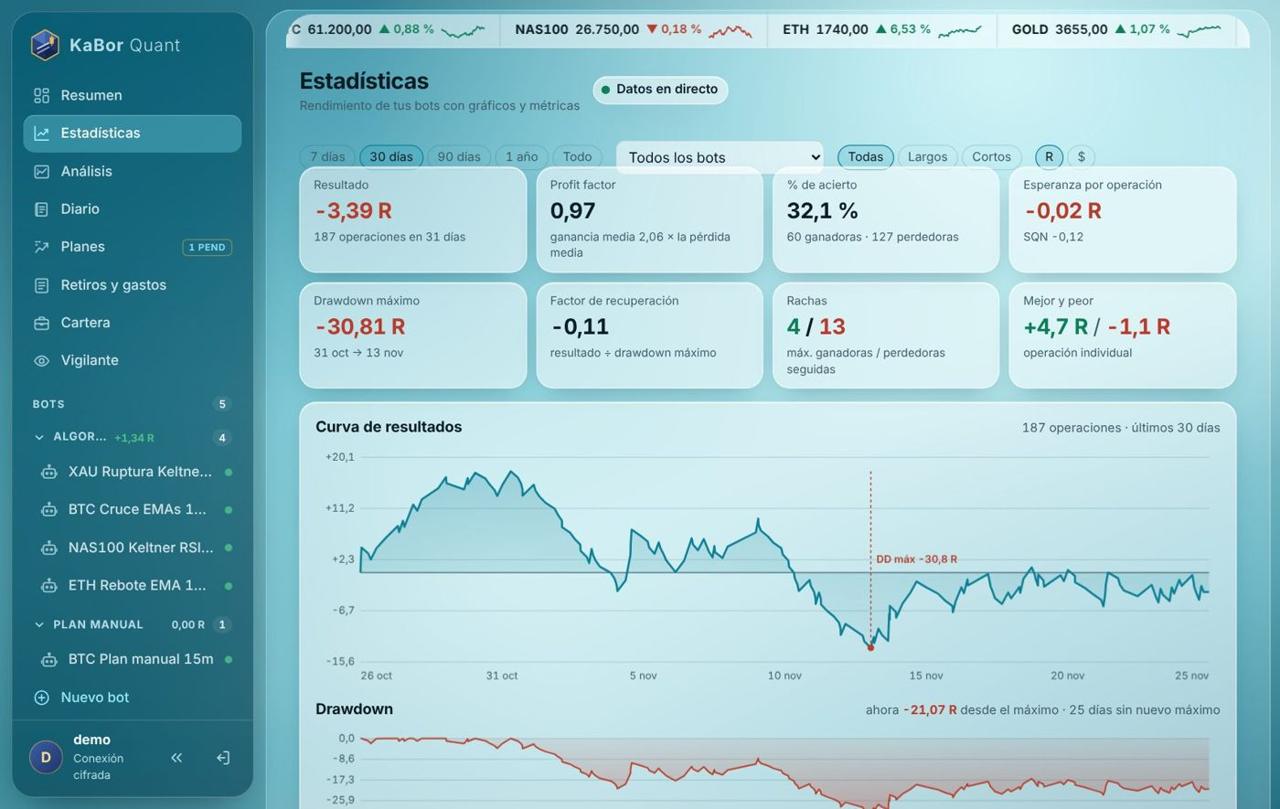 C 61.200,00 ▲ 0,88 % NAS100 26.750,00 ▼ 0,18 % ETH 1740,00 ▲ 6,53 % GOLD 3655,00 ▲ 1,07 %
KaBor Quant
Resumen
Estadísticas
Análisis
Diario
Planes 1 PEND
Retiros y gastos
Cartera
Vigilante
BOTS 5
ALGOR... +1,34 R 4
XAU Ruptura Keltne...
BTC Cruce EMAs 1...
NAS100 Keltner RSI...
ETH Rebote EMA 1...
PLAN MANUAL 0,00 R 1
BTC Plan manual 15m
Nuevo bot
D
demo
Conexión
cifrada
Estadísticas
Rendimiento de tus bots con gráficos y métricas
Datos en directo
7 días 30 días 90 días 1 año Todo Todos los bots Todas Largos Cortos R $
Resultado
-3,39 R
187 operaciones en 31 días
Profit factor
0,97
ganancia media 2,06 × la pérdida
media
% de acierto
32,1 %
60 ganadoras · 127 perdedoras
Esperanza por operación
-0,02 R
SQN -0,12
Drawdown máximo
-30,81 R
31 oct → 13 nov
Factor de recuperación
-0,11
resultado ÷ drawdown máximo
Rachas
4 / 13
máx. ganadoras / perdedoras
seguidas
Mejor y peor
+4,7 R / -1,1 R
operación individual
Curva de resultados
187 operaciones · últimos 30 días
+20,1
+11,2
+2,3
-6,7
-15,6
DD máx -30,8 R
26 oct 31 oct 5 nov 10 nov 15 nov 20 nov 25 nov
Drawdown
ahora -21,07 R desde el máximo · 25 días sin nuevo máximo
0,0
-8,6
-17,3
-25,9